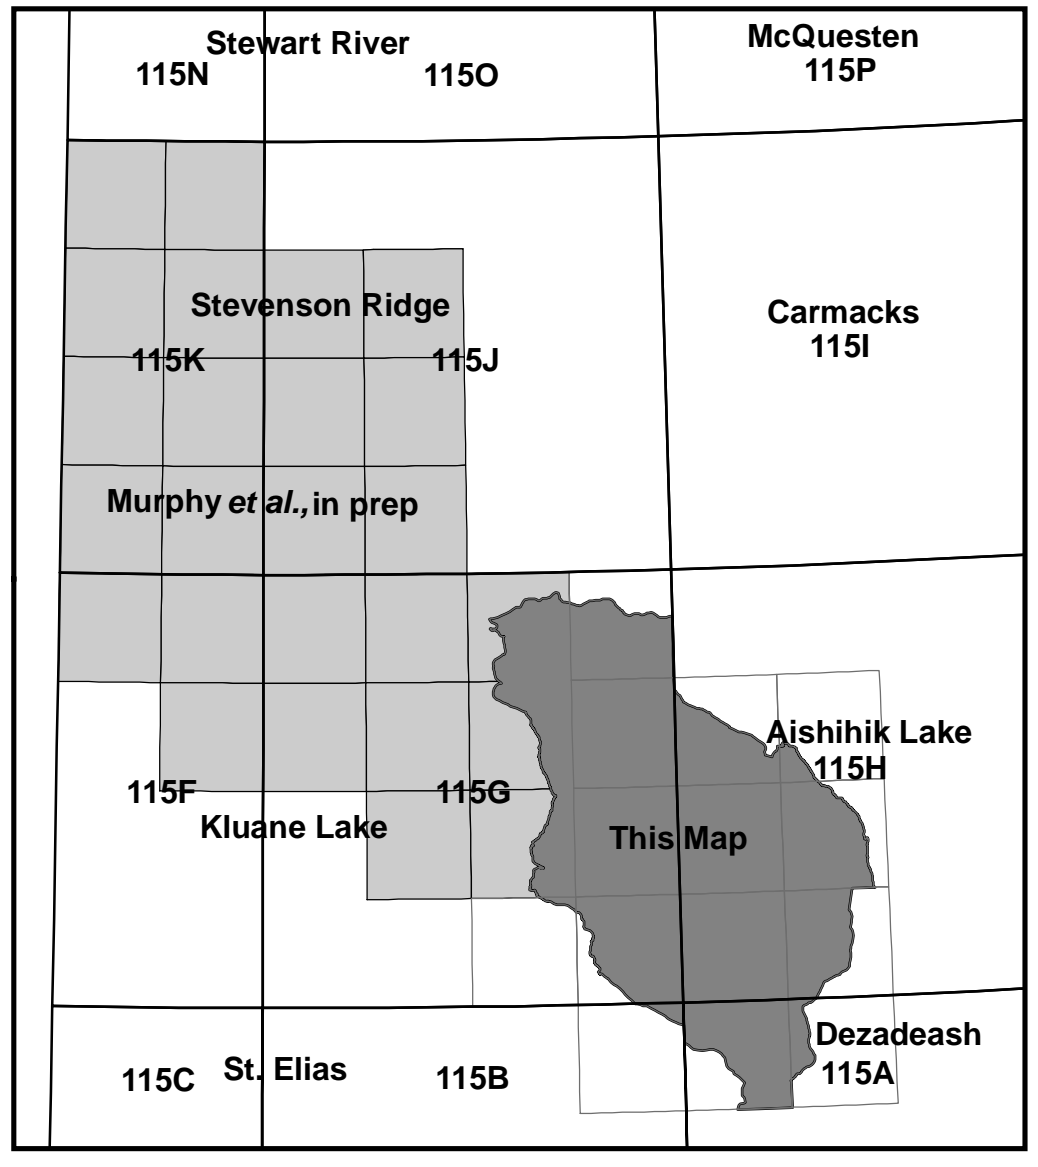 Stewart River
McQuesten
115N
115O
115P
Stevenson Ridge
Carmacks
115K
115J
115I
Murphy et al., in prep
Aishihik Lake
115H
115F
115G
Kluane Lake
This Map
Dezadeash
St. Elias
115C
115B
115A